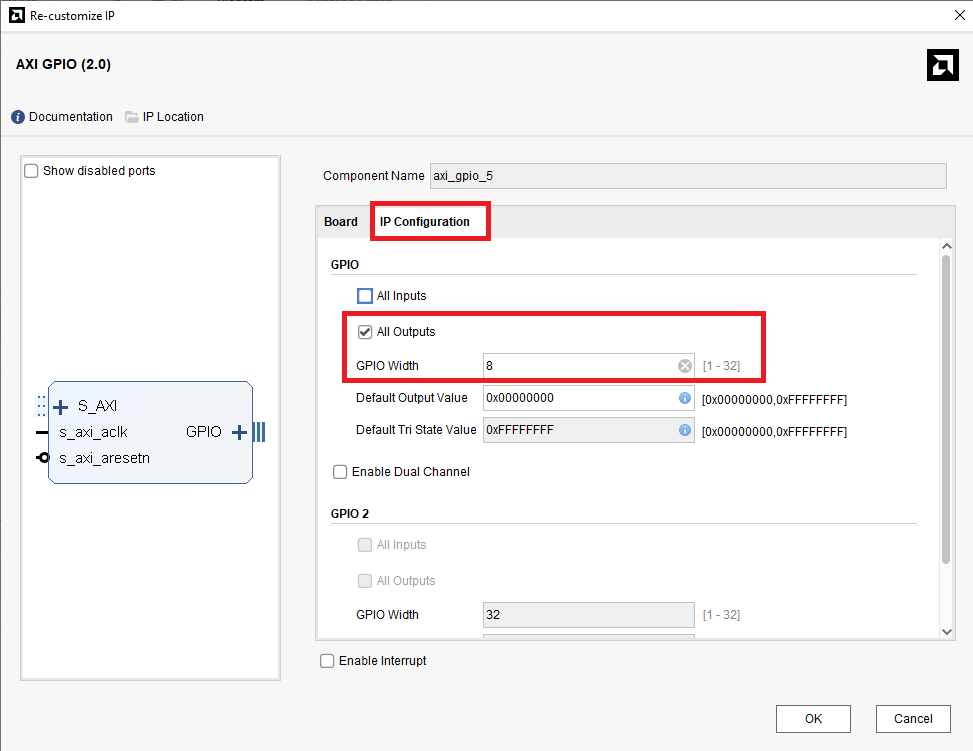 Re-customize IP
AXI GPIO (2.0)
Documentation IP Location
Show disabled ports
Component Name axi_gpio_5
Board IP Configuration
GPIO
All Inputs
All Outputs
GPIO Width 8 [1 - 32]
Default Output Value 0x00000000 [0x00000000,0xFFFFFFFF]
Default Tri State Value 0xFFFFFFFF [0x00000000,0xFFFFFFFF]
S_AXI
s_axi_aclk GPIO
s_axi_aresetn
Enable Dual Channel
GPIO 2
All Inputs
All Outputs
GPIO Width 32 [1 - 32]
Enable Interrupt
OK Cancel